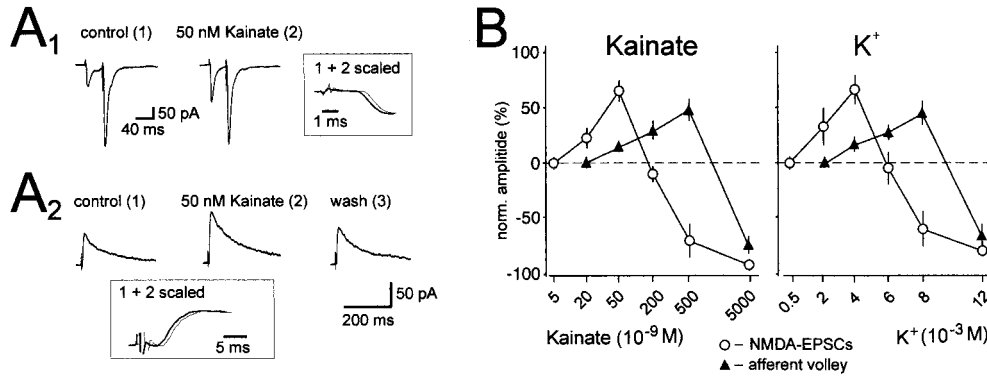 A1
control (1)
50 nM Kainate (2)
1 + 2 scaled
1 ms
50 pA
40 ms
A2
control (1)
50 nM Kainate (2)
wash (3)
1 + 2 scaled
5 ms
50 pA
200 ms
B
Kainate
K+
norm. amplitide (%)
100
50
0
-50
-100
5
20
50
200
500
5000
Kainate (10-9 M)
0.5
2
4
6
8
12
K+ (10-3 M)
○ – NMDA-EPSCs
▲ – afferent volley